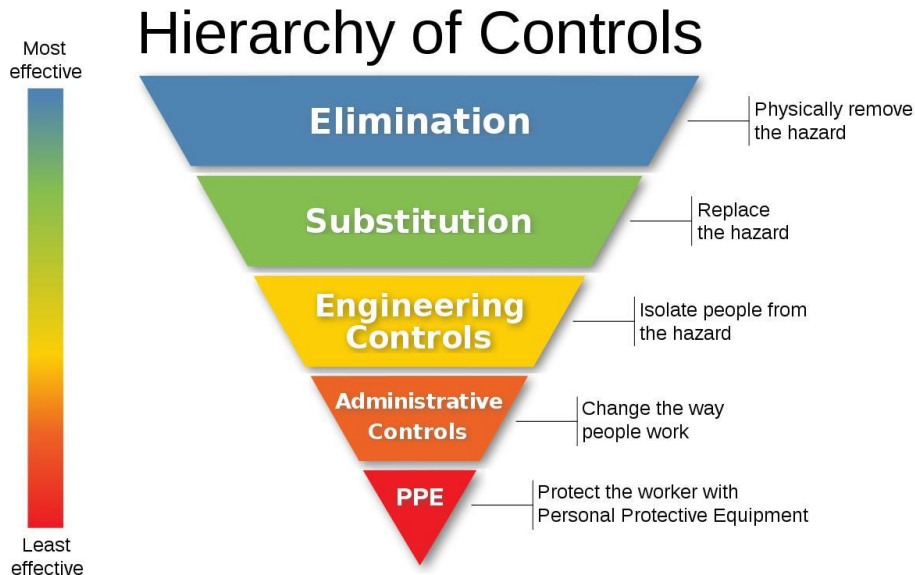 Hierarchy of Controls
Most
effective
Elimination
Physically remove
the hazard
Substitution
Replace
the hazard
Engineering
Controls
Isolate people from
the hazard
Administrative
Controls
Change the way
people work
PPE
Protect the worker with
Personal Protective Equipment
Least
effective